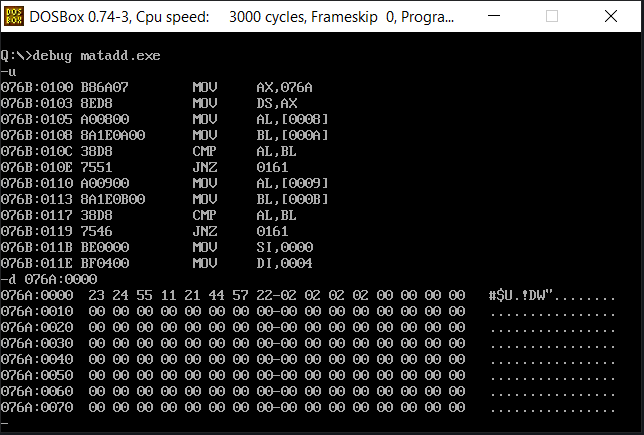 DOSBox 0.74-3, Cpu speed:    3000 cycles, Frameskip  0, Progra...
Q:\>debug matadd.exe
-u
076B:0100 B86A07        MOV     AX,076A
076B:0103 8ED8          MOV     DS,AX
076B:0105 A00800        MOV     AL,[0008]
076B:0108 8A1E0A00      MOV     BL,[000A]
076B:010C 38D8          CMP     AL,BL
076B:010E 7551          JNZ     0161
076B:0110 A00900        MOV     AL,[0009]
076B:0113 8A1E0B00      MOV     BL,[000B]
076B:0117 38D8          CMP     AL,BL
076B:0119 7546          JNZ     0161
076B:011B BE0000        MOV     SI,0000
076B:011E BF0400        MOV     DI,0004
-d 076A:0000
076A:0000  23 24 55 11 21 44 57 22-02 02 02 02 00 00 00 00   #$U.!DW"........
076A:0010  00 00 00 00 00 00 00 00-00 00 00 00 00 00 00 00   ................
076A:0020  00 00 00 00 00 00 00 00-00 00 00 00 00 00 00 00   ................
076A:0030  00 00 00 00 00 00 00 00-00 00 00 00 00 00 00 00   ................
076A:0040  00 00 00 00 00 00 00 00-00 00 00 00 00 00 00 00   ................
076A:0050  00 00 00 00 00 00 00 00-00 00 00 00 00 00 00 00   ................
076A:0060  00 00 00 00 00 00 00 00-00 00 00 00 00 00 00 00   ................
076A:0070  00 00 00 00 00 00 00 00-00 00 00 00 00 00 00 00   ................
-